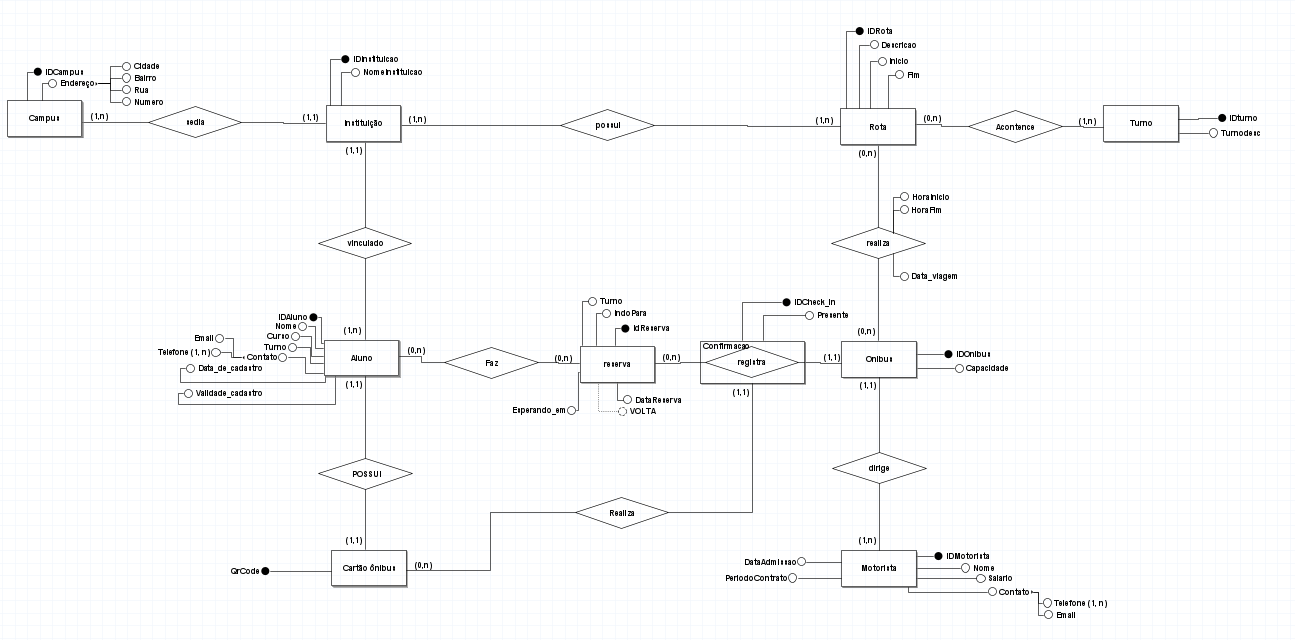 IDRota
Descricao
Inicio
Fim
IDInstituicao
NomeInstituicao
IDCampus
Endereço
Cidade
Bairro
Rua
Numero
Campus
(1,n)
sedia
(1,1)
Instituição
(1,n)
possui
(1,n)
Rota
(0,n)
Acontence
(1,n)
Turno
IDturno
Turnodesc
(1,1)
(0,n)
HoraInicio
HoraFim
vinculado
realiza
Data_viagem
(1,n)
(0,n)
IDAluno
Nome
Curso
Turno
Contato
Email
Telefone (1, n)
Data_de_cadastro
Validade_cadastro
Aluno
(0,n)
Faz
(0,n)
Turno
IndoPara
IdReserva
reserva
DataReserva
VOLTA
Esperando_em
(0,n)
IDCheck_in
Presente
Confirmacao
registra
(1,1)
Onibus
IDOnibus
Capacidade
(1,1)
(1,1)
(1,1)
POSSUI
dirige
Realiza
(1,1)
(1,n)
QrCode
Cartão ônibus
(0,n)
DataAdmissao
PeriodoContrato
Motorista
IDMotorista
Nome
Salario
Contato
Telefone (1, n)
Email